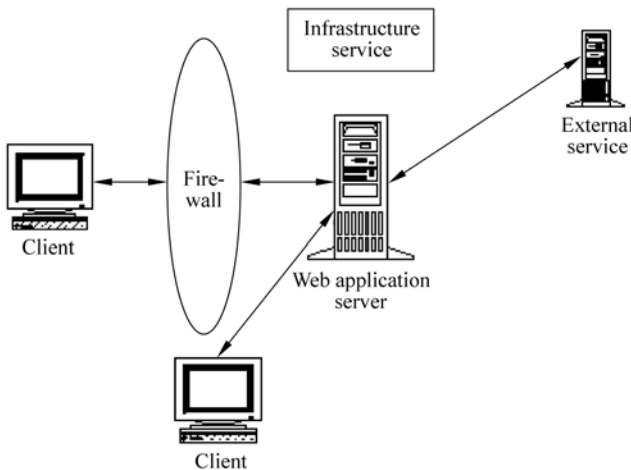 Infrastructure
service
External
service
Fire-
wall
Client
Web application
server
Client